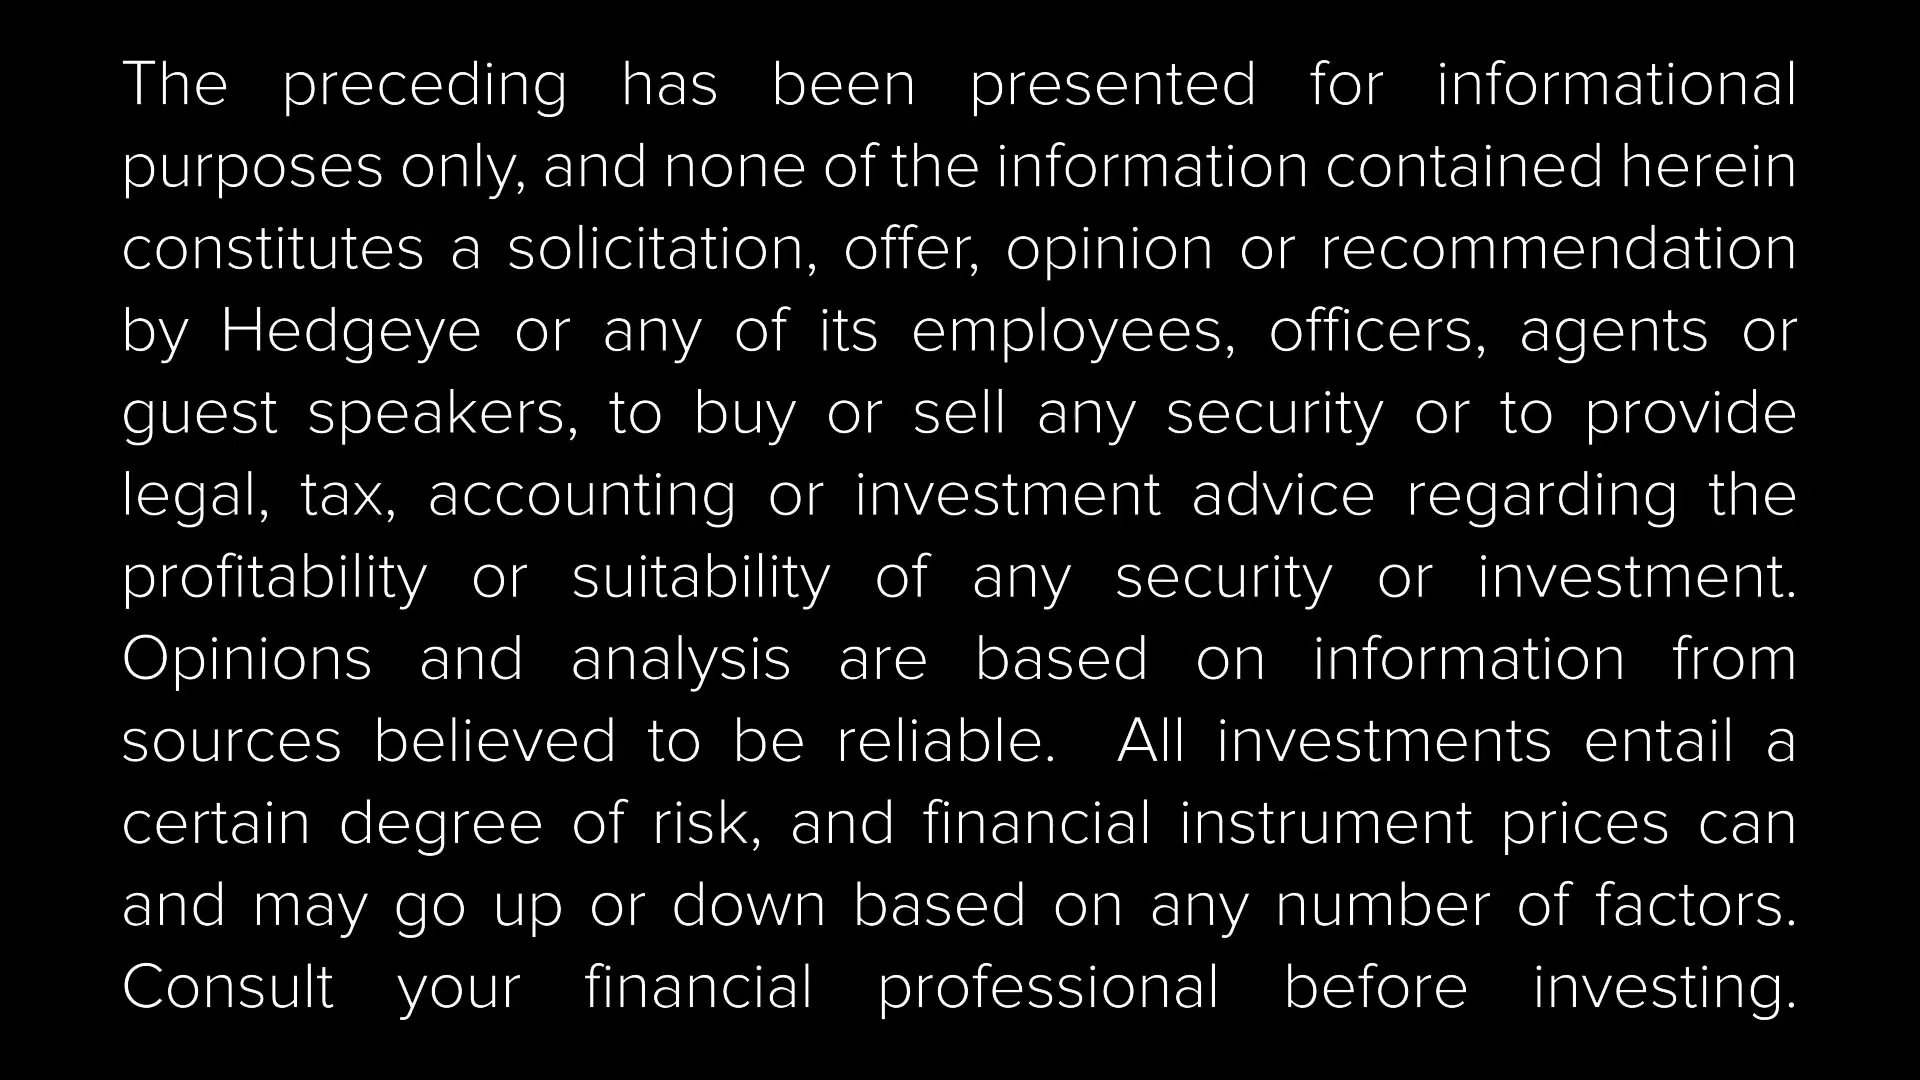 The preceding has been presented for informational
purposes only, and none of the information contained herein
constitutes a solicitation, offer, opinion or recommendation
by Hedgeye or any of its employees, officers, agents or
guest speakers, to buy or sell any security or to provide
legal, tax, accounting or investment advice regarding the
profitability or suitability of any security or investment.
Opinions and analysis are based on information from
sources believed to be reliable.  All investments entail a
certain degree of risk, and financial instrument prices can
and may go up or down based on any number of factors.
Consult your financial professional before investing.